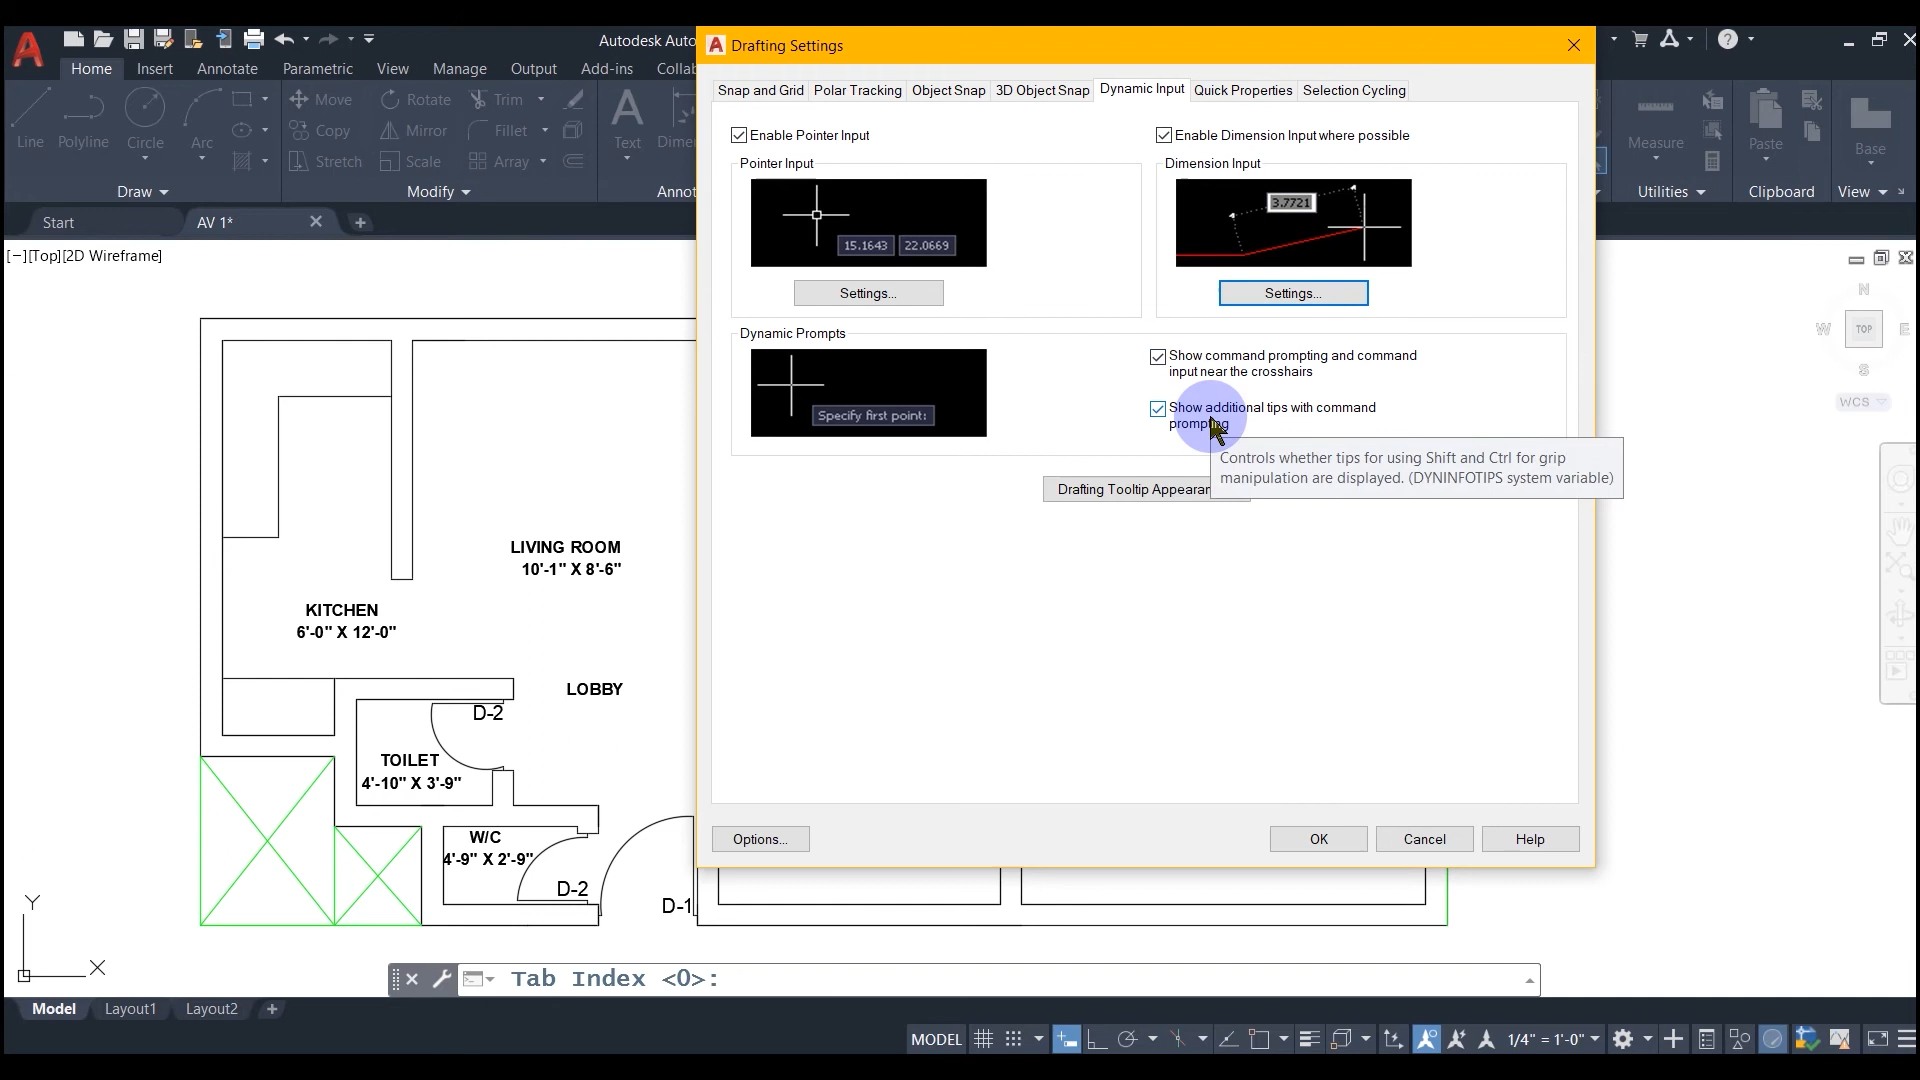 Autodesk Auto
Home Insert Annotate Parametric View Manage Output Add-ins Collab
Line Polyline Circle Arc
Move Rotate Trim
Copy Mirror Fillet
Stretch Scale Array
Text Dimen
Measure Paste Base
Draw Modify Annot Utilities Clipboard View
Start AV 1*
[−][Top][2D Wireframe]
Drafting Settings
Snap and Grid Polar Tracking Object Snap 3D Object Snap Dynamic Input Quick Properties Selection Cycling
Enable Pointer Input
Pointer Input
15.1643 22.0669
Settings...
Enable Dimension Input where possible
Dimension Input
3.7721
Settings...
Dynamic Prompts
Specify first point:
Show command prompting and command
input near the crosshairs
Show additional tips with command
prompting
Controls whether tips for using Shift and Ctrl for grip
manipulation are displayed. (DYNINFOTIPS system variable)
Drafting Tooltip Appearan
Options... OK Cancel Help
N
W TOP E
S
WCS
LIVING ROOM
10'-1" X 8'-6"
KITCHEN
6'-0" X 12'-0"
LOBBY
D-2
TOILET
4'-10" X 3'-9"
W/C
4'-9" X 2'-9"
D-2
D-1
Y
X
Tab Index <0>:
Model Layout1 Layout2
MODEL 1/4" = 1'-0"